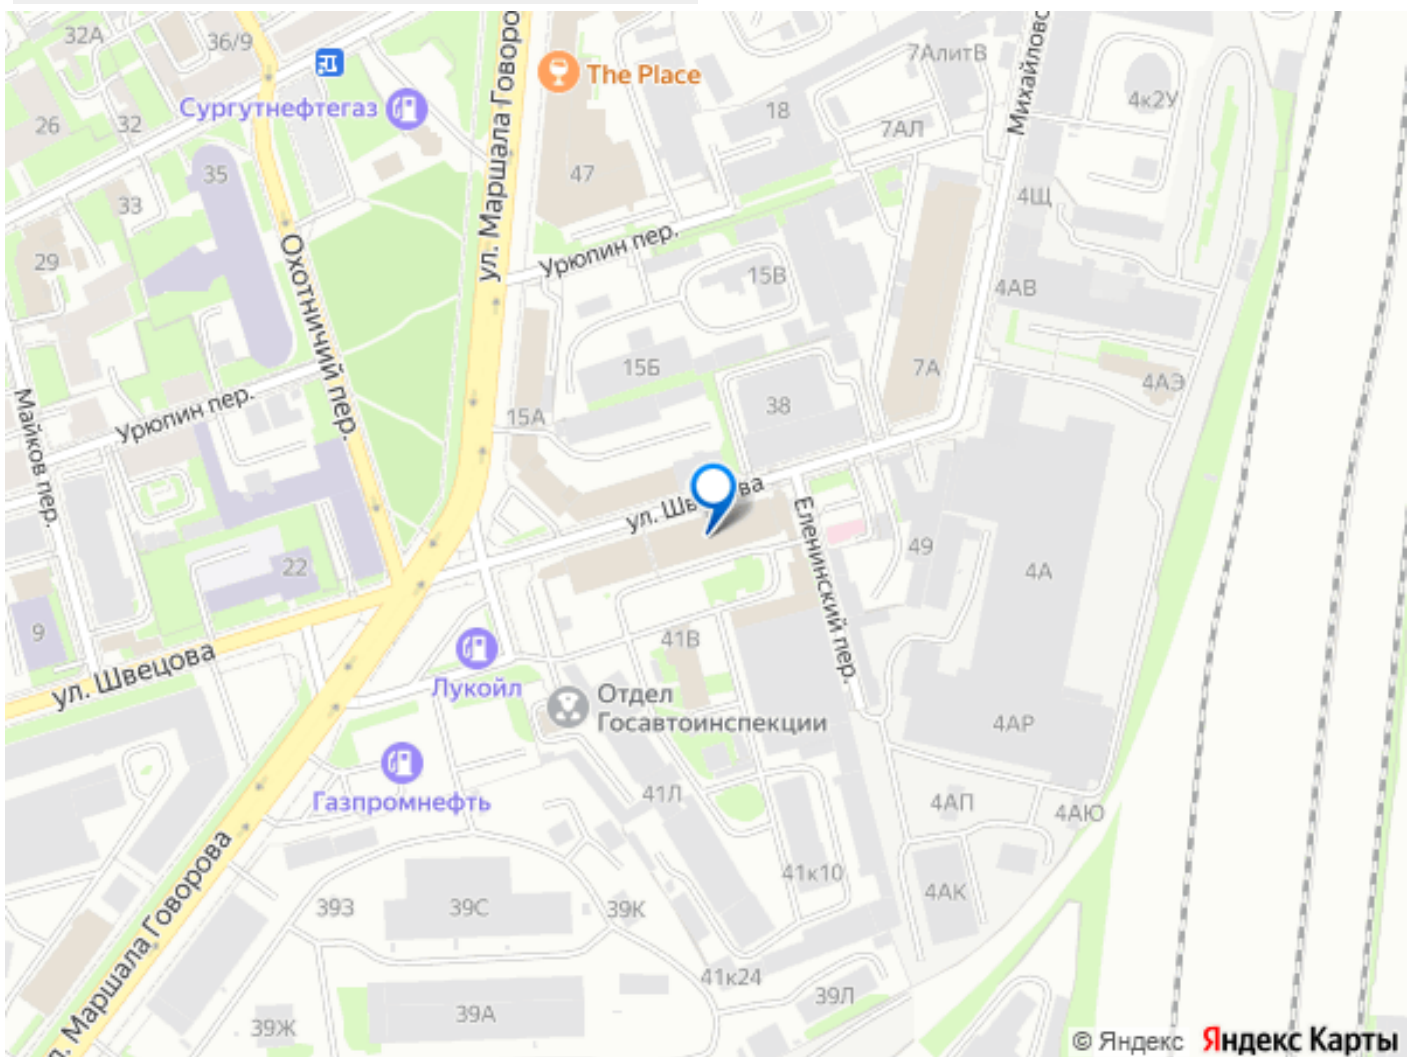 32А
36/9
ул. Маршала Говоро
The Place
7АлитВ
Михайловс
Сургутнефтегаз
4к2У
26
32
18
7АЛ
35
47
33
4Щ
Охотничий пер.
Урюпин пер.
29
15В
4АВ
15Б
7А
4АЭ
Майков пер.
Урюпин пер.
15А
38
ул. Шв
ва
Еленинский пер.
49
22
4А
9
41В
ул. Швецова
Лукойл
Отдел
Госавтоинспекции
4АР
Газпромнефть
41Л
4АП
4АЮ
ул. Маршала Говорова
41к10
4АК
39З
39С
39К
41к24
39Л
39Ж
39А
© Яндекс Яндекс Карты